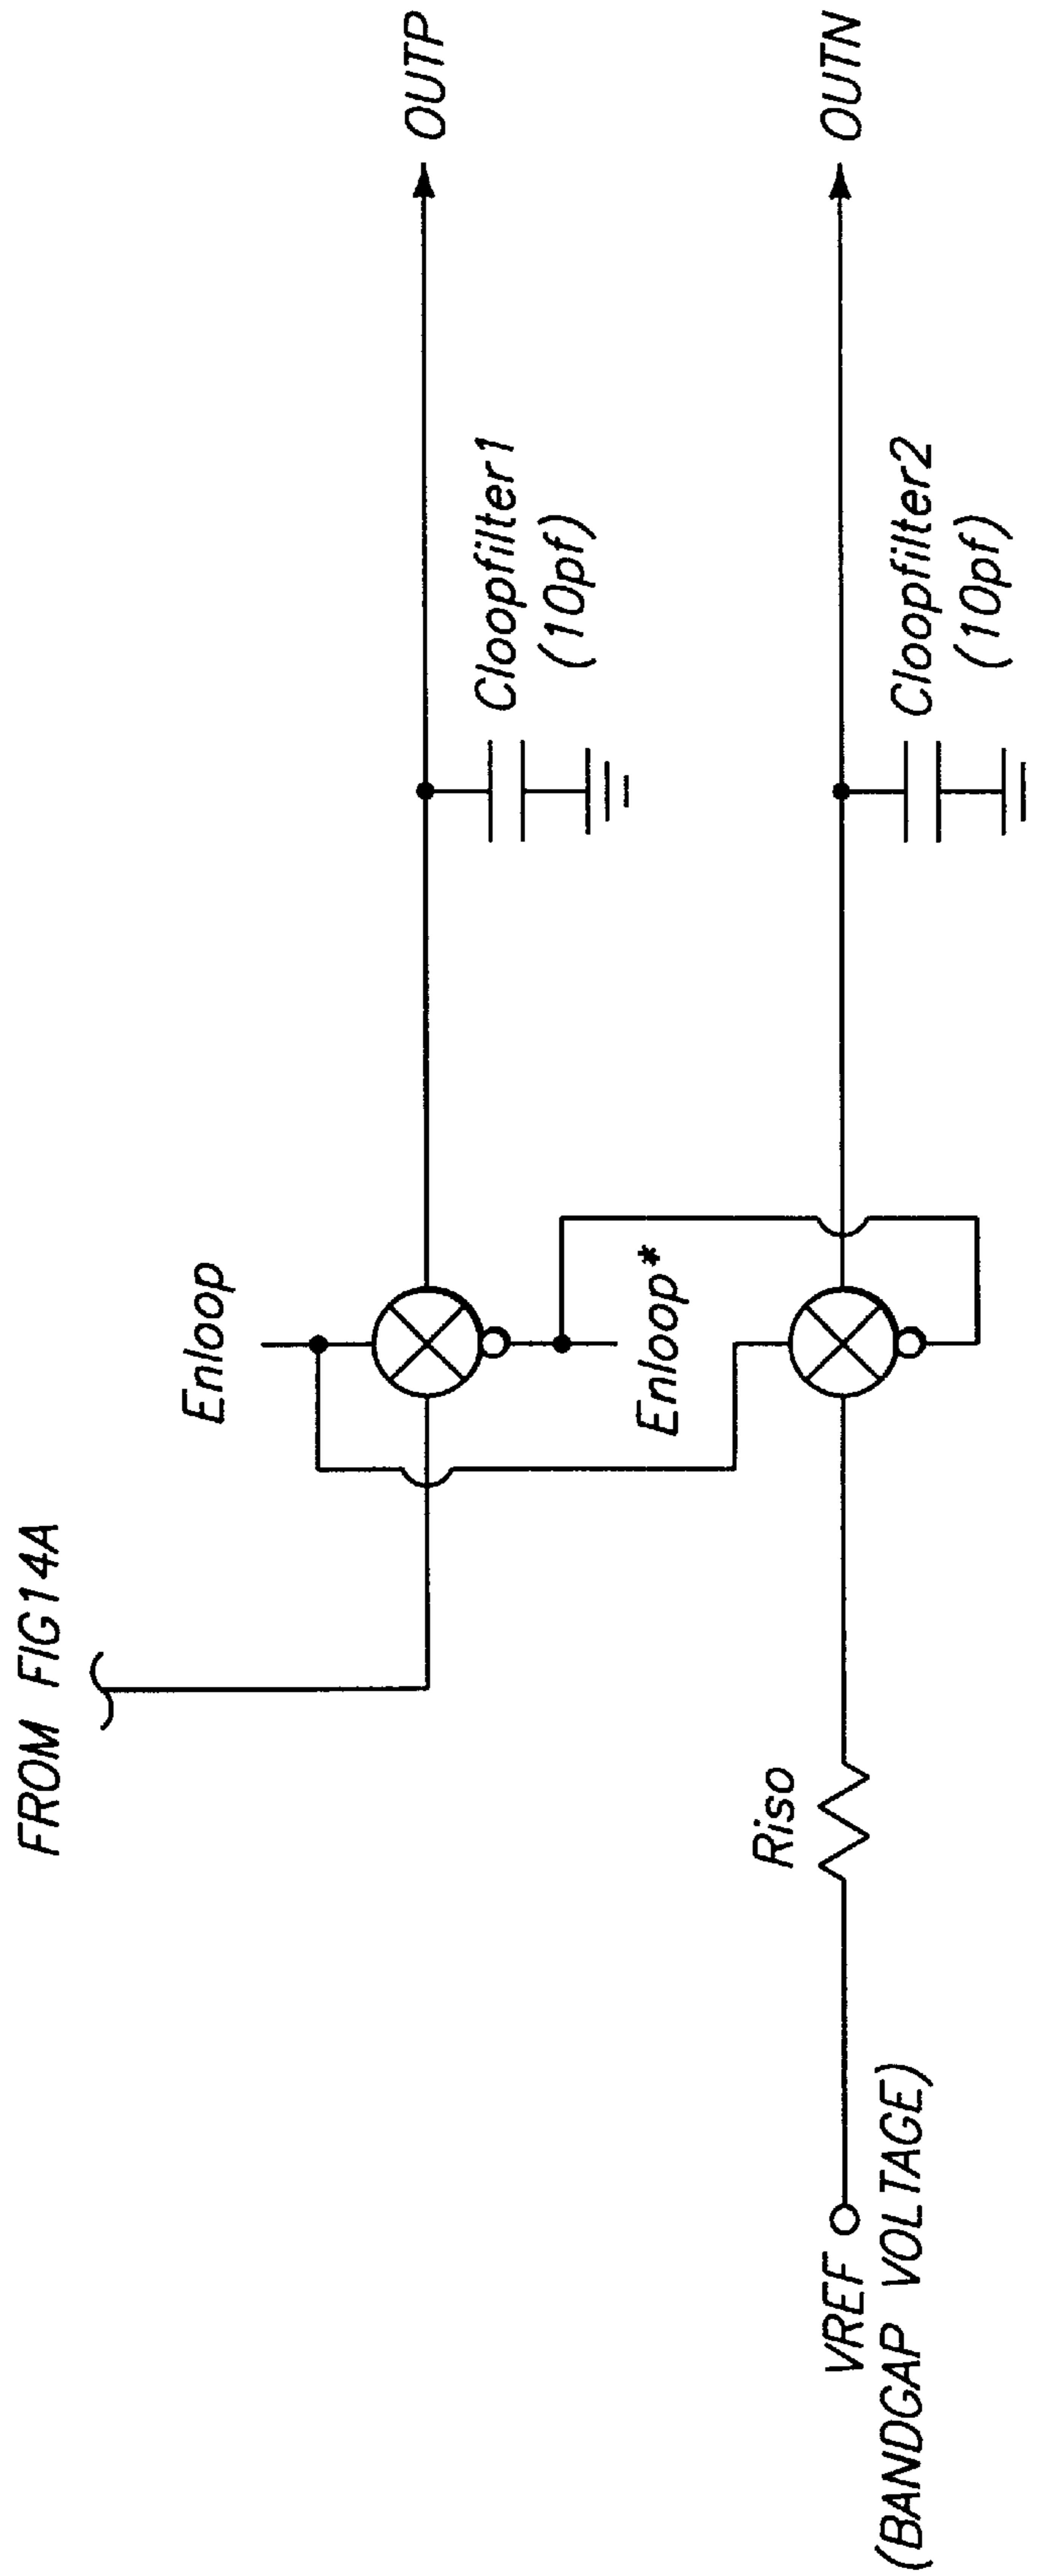 FROM FIG14A
Enloop
OUTP
Cloopfilter1
(10pf)
Enloop*
Riso
VREF
(BANDGAP VOLTAGE)
OUTN
Cloopfilter2
(10pf)